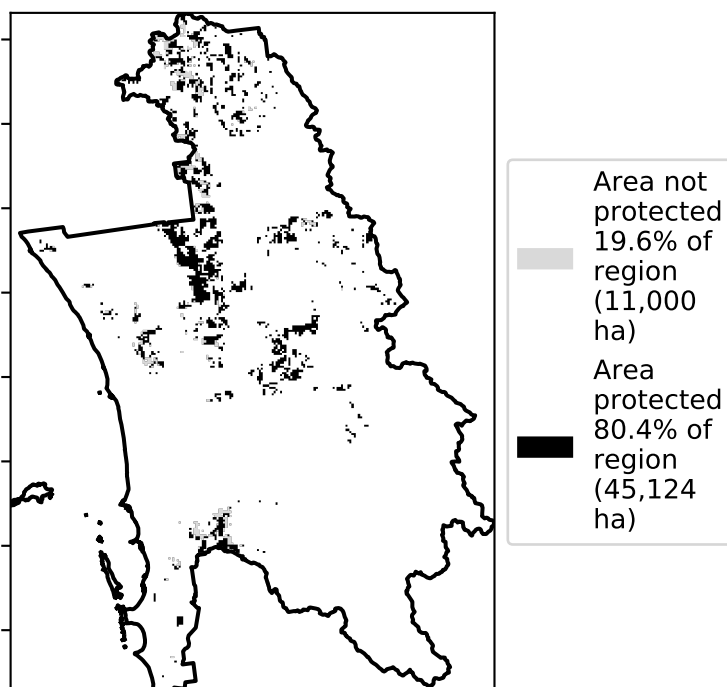 Area not
protected
19.6% of
region
(11,000
ha)
Area
protected
80.4% of
region
(45,124
ha)